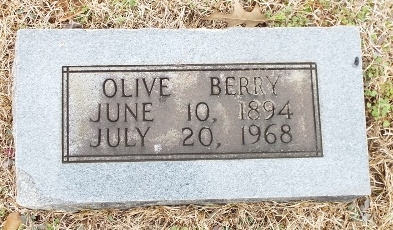 OLIVE BERRY
JUNE 10, 1894
JULY 20, 1968